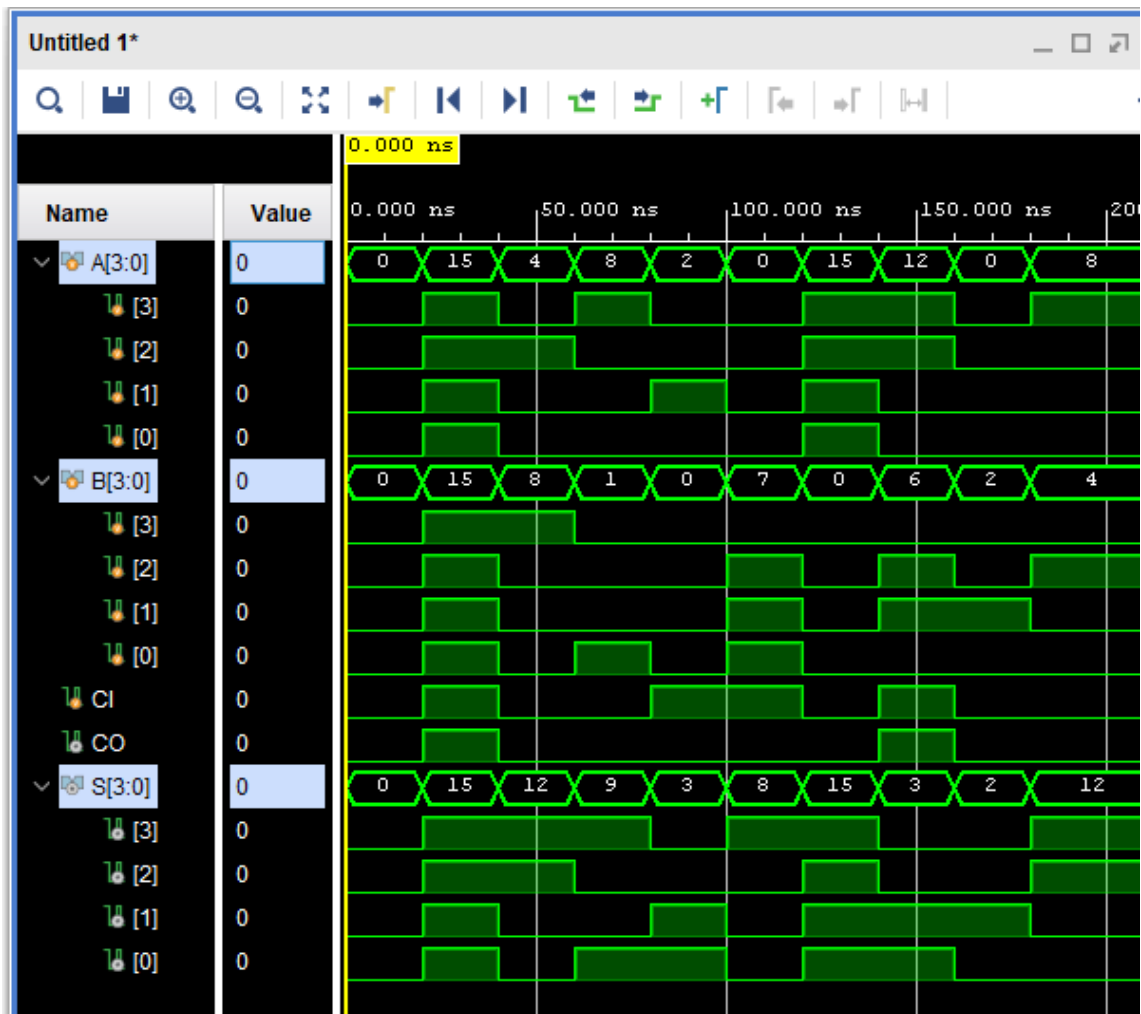 Untitled 1*
0.000 ns
Name Value 0.000 ns 50.000 ns 100.000 ns 150.000 ns 200
A[3:0] 0 0 15 4 8 2 0 15 12 0 8
[3] 0
[2] 0
[1] 0
[0] 0
B[3:0] 0 0 15 8 1 0 7 0 6 2 4
[3] 0
[2] 0
[1] 0
[0] 0
CI 0
CO 0
S[3:0] 0 0 15 12 9 3 8 15 3 2 12
[3] 0
[2] 0
[1] 0
[0] 0